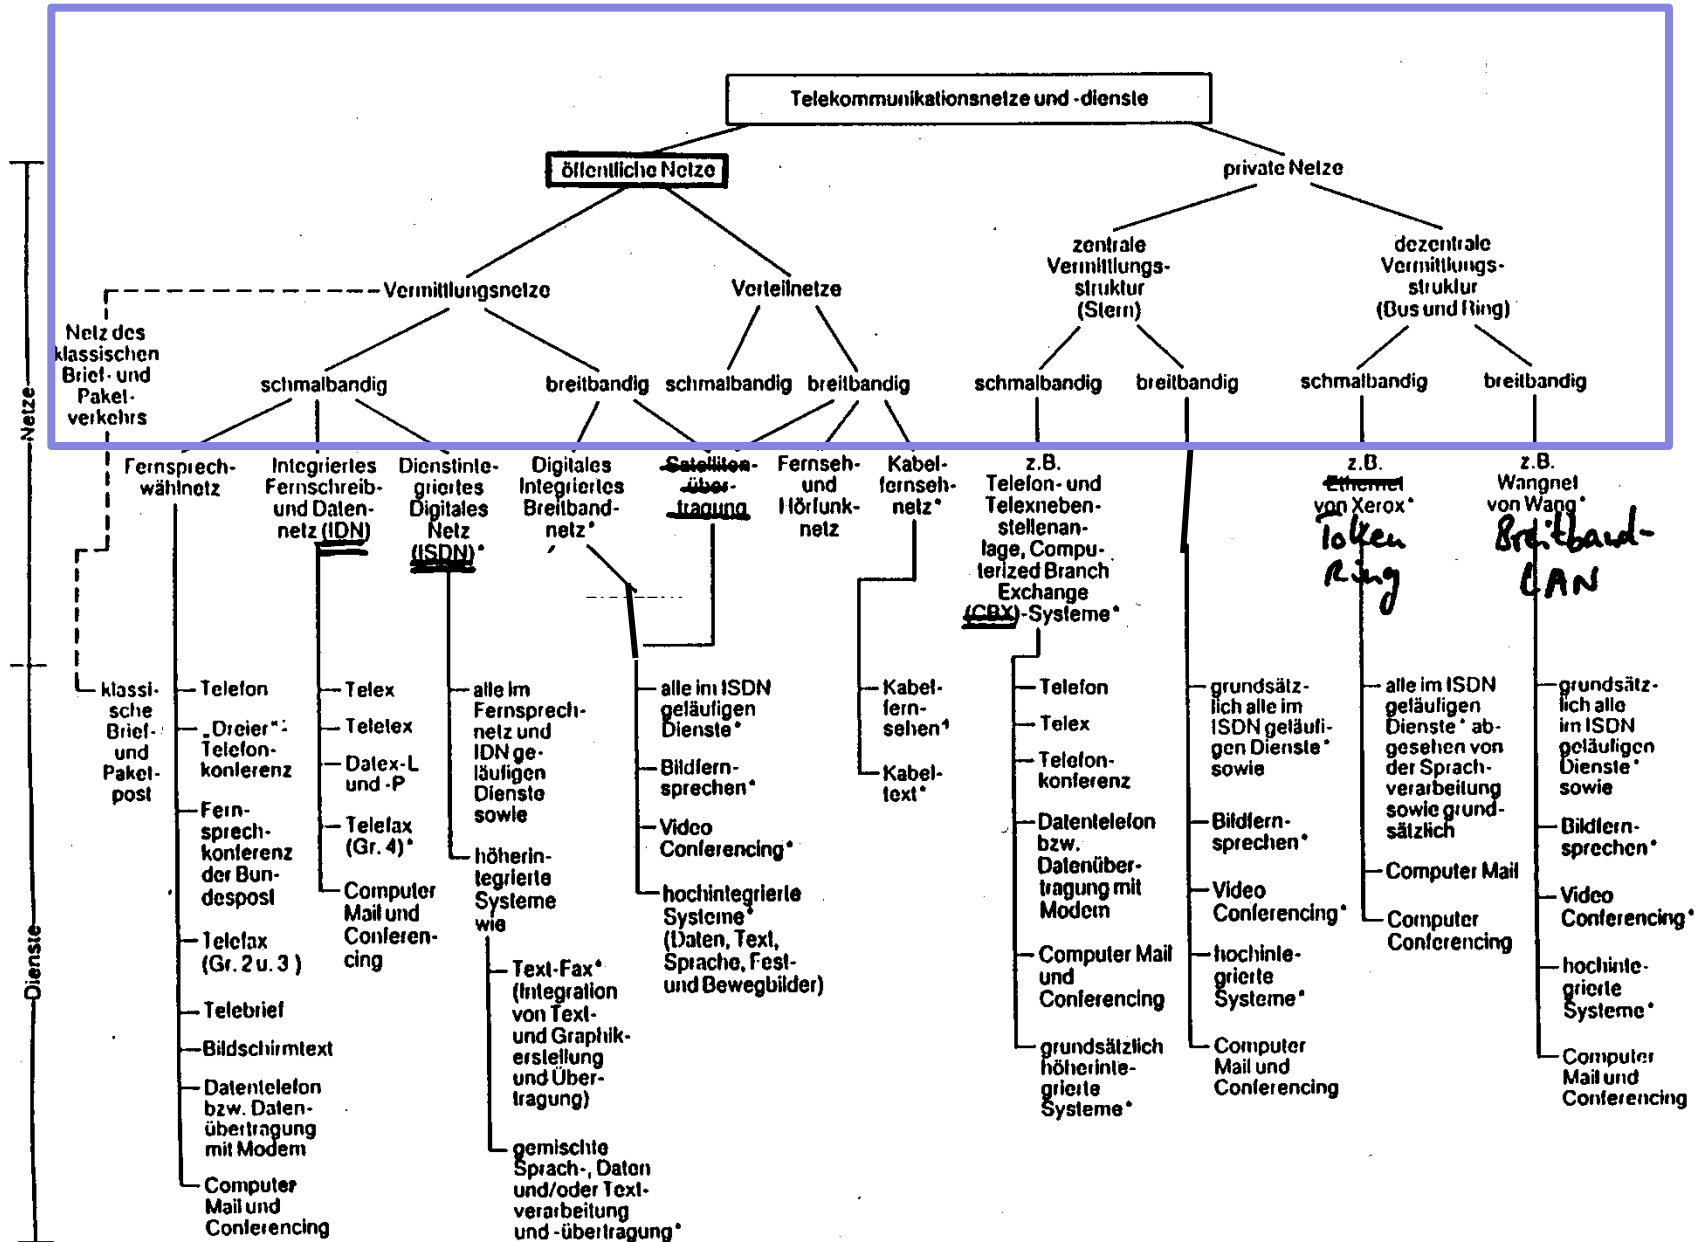 Telekommunikationsnetze und -dienste
öffentliche Netze
private Netze
zentrale
Vermittlungs-
struktur
(Stern)
dezentrale
Vermittlungs-
struktur
(Bus und Ring)
Vermittlungsnetze
Verteilnetze
Netz des
klassischen
Brief- und
Paket-
verkehrs
schmalbandig
breitbandig
schmalbandig
breitbandig
schmalbandig
breitbandig
schmalbandig
breitbandig
Netze
Fernsprech-
wählnetz
Integriertes
Fernschreib-
und Daten-
netz (IDN)
Dienstinte-
griertes
Digitales
Netz
(ISDN)*
Digitales
Integriertes
Breitband-
netz*
Satelliten-
über-
tragung
Fernseh-
und
Hörfunk-
netz
Kabel-
fernseh-
netz*
z.B.
Telefon- und
Telexneben-
stellenan-
lage, Compu-
terized Branch
Exchange
(CBX)-Systeme*
z.B.
Ethernet
von Xerox*
Token
Ring
z.B.
Wangnet
von Wang*
Breitband-
LAN
Dienste
klassi-
sche
Brief-
und
Paket-
post
Telefon
„Dreier"-
Telefon-
konferenz
Fern-
sprech-
konferenz
der Bun-
despost
Telefax
(Gr. 2 u. 3)
Telebrief
Bildschirmtext
Datentelefon
bzw. Daten-
übertragung
mit Modem
Computer
Mail und
Conferencing
Telex
Teletex
Datex-L
und -P
Telefax
(Gr. 4)*
Computer
Mail und
Conferen-
cing
alle im
Fernsprech-
netz und
IDN ge-
läufigen
Dienste
sowie
höherin-
tegrierte
Systeme
wie
Text-Fax*
(Integration
von Text-
und Graphik-
erstellung
und Über-
tragung)
gemischte
Sprach-, Daten
und/oder Text-
verarbeitung
und -übertragung*
alle im ISDN
geläufigen
Dienste*
Bildfern-
sprechen*
Video
Conferencing*
hochintegrierte
Systeme*
(Daten, Text,
Sprache, Fest-
und Bewegbilder)
Kabel-
fern-
sehen*
Kabel-
text*
Telefon
Telex
Telefon-
konferenz
Datentelefon
bzw.
Datenüber-
tragung mit
Modem
Computer Mail
und
Conferencing
grundsätzlich
höherinte-
grierte
Systeme*
grundsätz-
lich alle im
ISDN geläufi-
gen Dienste*
sowie
Bildfern-
sprechen*
Video
Conferencing*
hochinte-
grierte
Systeme*
Computer
Mail und
Conferencing
alle im ISDN
geläufigen
Dienste* ab-
gesehen von
der Sprach-
verarbeitung
sowie grund-
sätzlich
Computer Mail
Computer
Conferencing
grundsätz-
lich alle
im ISDN
geläufigen
Dienste*
sowie
Bildfern-
sprechen*
Video
Conferencing*
hochinte-
grierte
Systeme*
Computer
Mail und
Conferencing